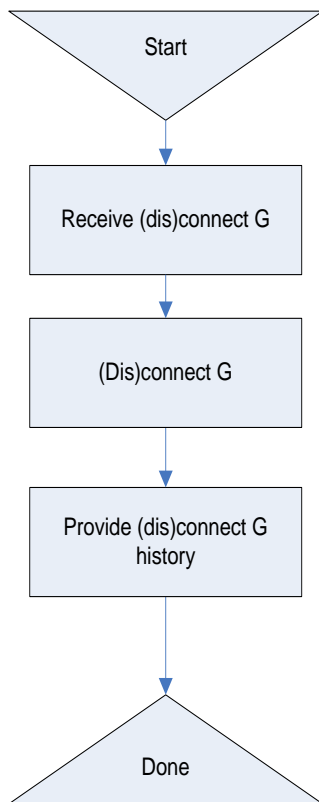 Start
Receive (dis)connect G
(Dis)connect G
Provide (dis)connect G
history
Done